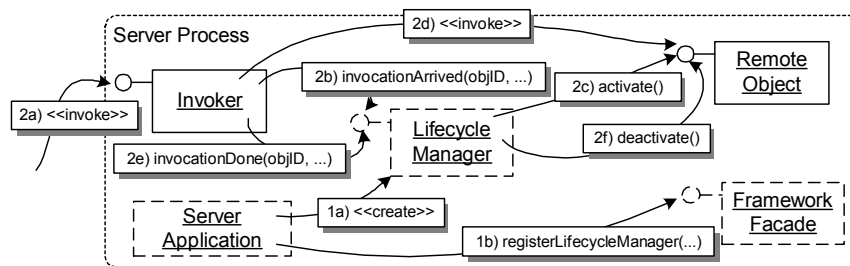 2d) <<invoke>>
Server Process
Remote
Object
2b) invocationArrived(objID, ...)
Invoker
2c) activate()
2a) <<invoke>>
Lifecycle
Manager
2f) deactivate()
2e) invocationDone(objID, ...)
1a) <<create>>
Server
Application
Framework
Facade
1b) registerLifecycleManager(...)